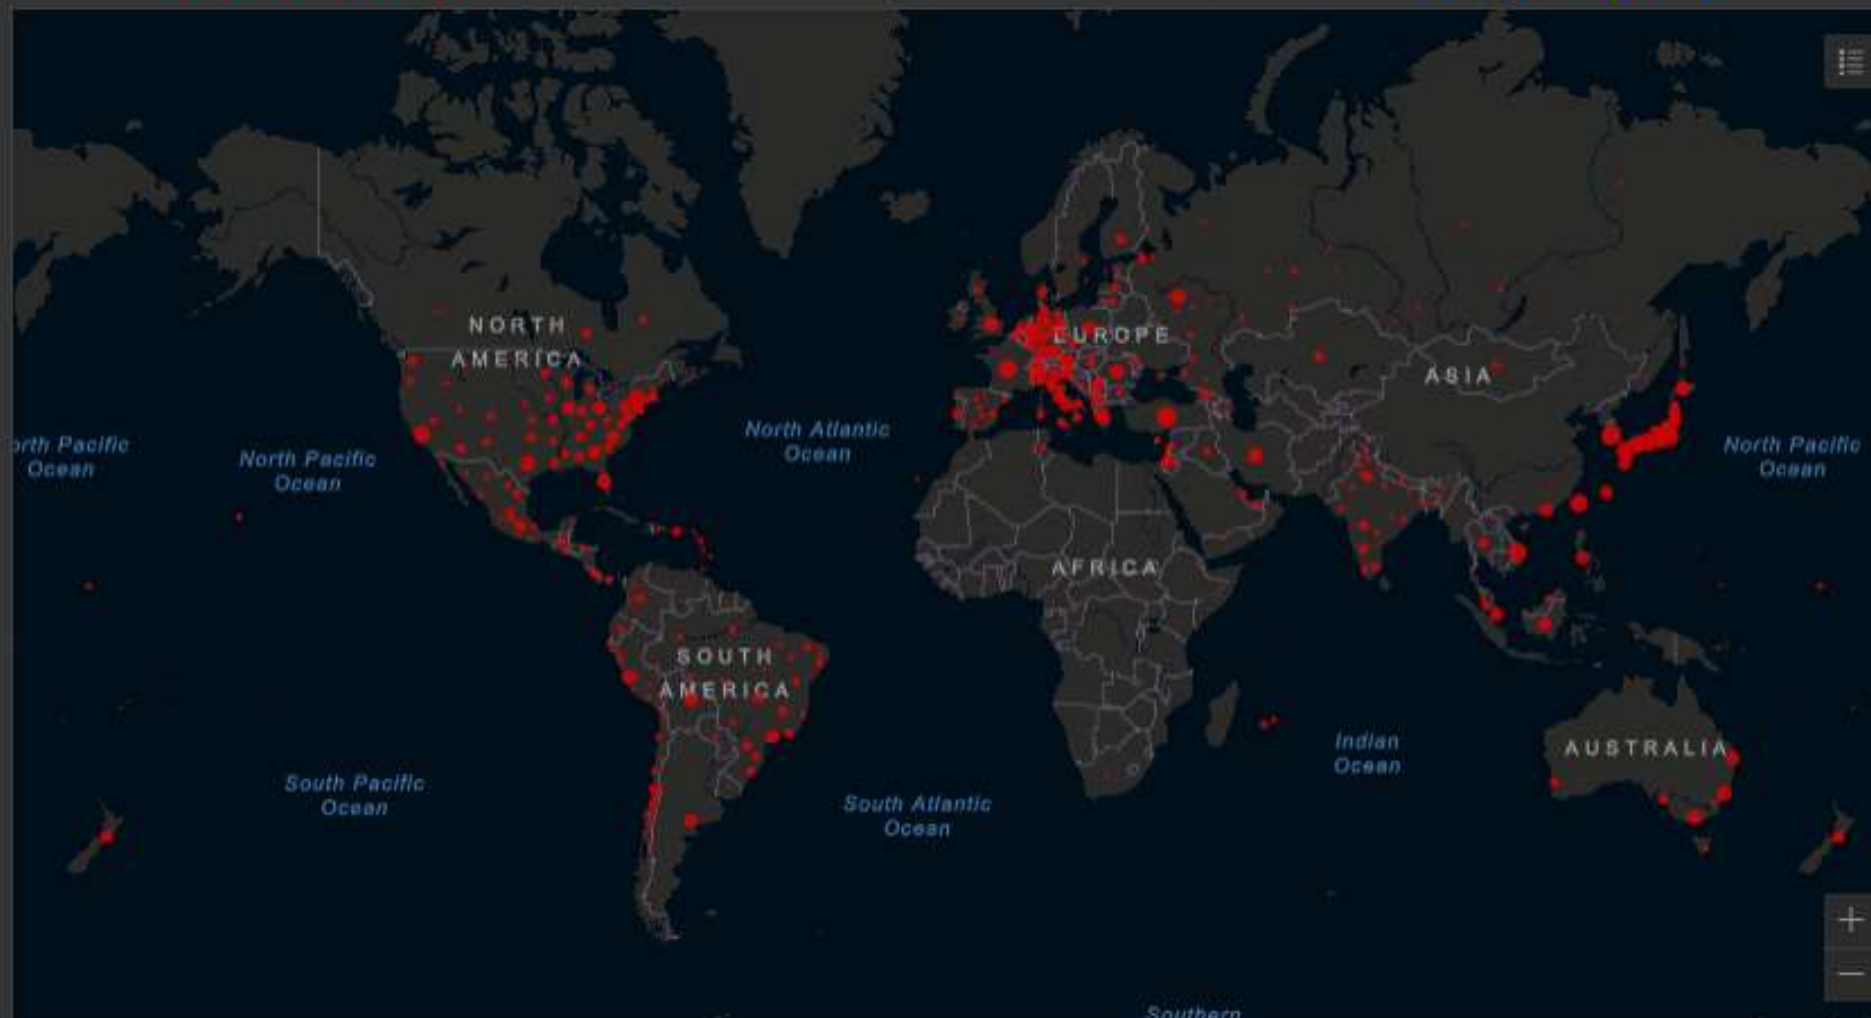 NORTH
AMERICA
EUROPE
ASIA
orth Pacific
Ocean
North Pacific
Ocean
North Atlantic
Ocean
North Pacific
Ocean
AFRICA
SOUTH
AMERICA
Indian
Ocean
AUSTRALIA
South Pacific
Ocean
South Atlantic
Ocean
Southern